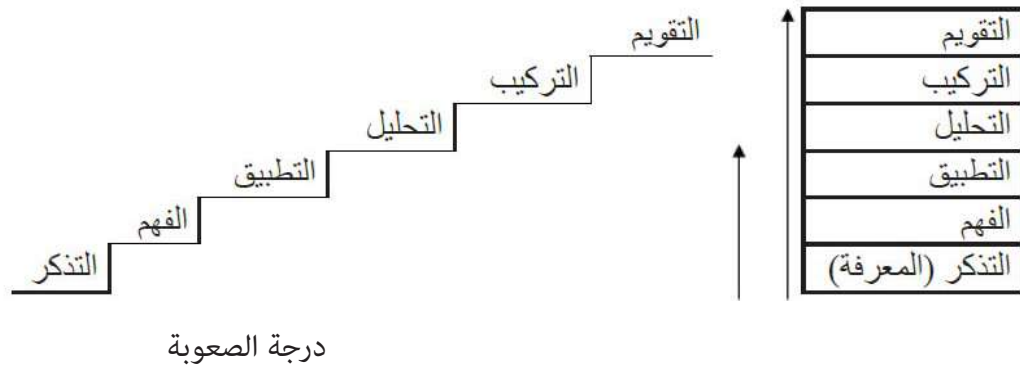 التقويم
التركيب
التحليل
التطبيق
الفهم
التذكر (المعرفة)
التقويم
التركيب
التحليل
التطبيق
الفهم
التذكر
درجة الصعوبة